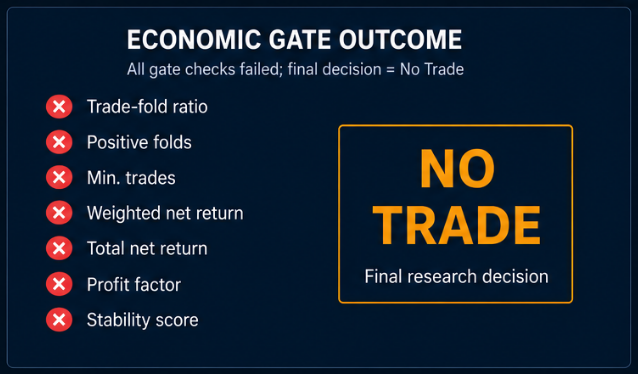 ECONOMIC GATE OUTCOME
All gate checks failed; final decision = No Trade
Trade-fold ratio
Positive folds
Min. trades
Weighted net return
Total net return
Profit factor
Stability score
NO
TRADE
Final research decision